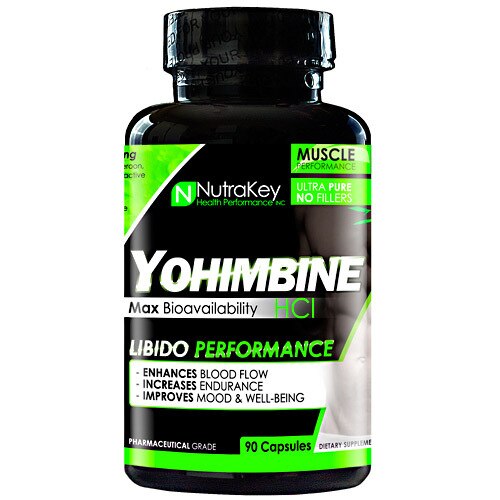 MUSCLE
PERFORMANCE
ULTRA PURE
NO FILLERS
N NutraKey
Health Performance INC
YOHIMBINE
Max Bioavailability HCl
LIBIDO PERFORMANCE
- ENHANCES BLOOD FLOW
- INCREASES ENDURANCE
- IMPROVES MOOD & WELL-BEING
PHARMACEUTICAL GRADE
90 Capsules
DIETARY SUPPLEME